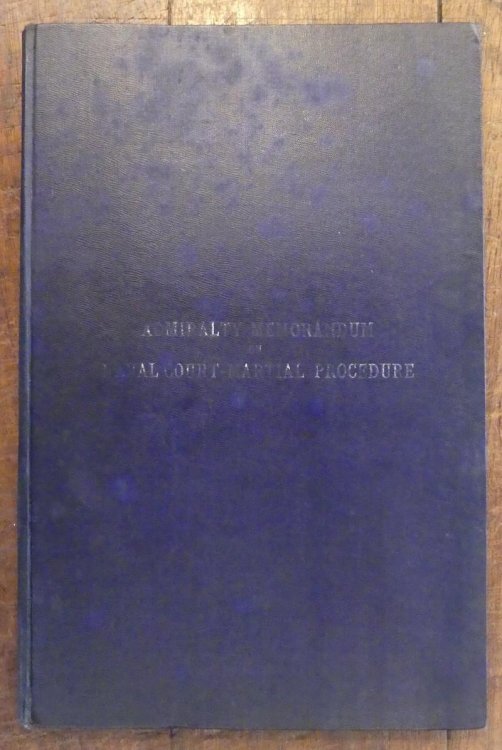 ADMIRALTY MEMORANDUM
ON
NAVAL COURT-MARTIAL PROCEDURE